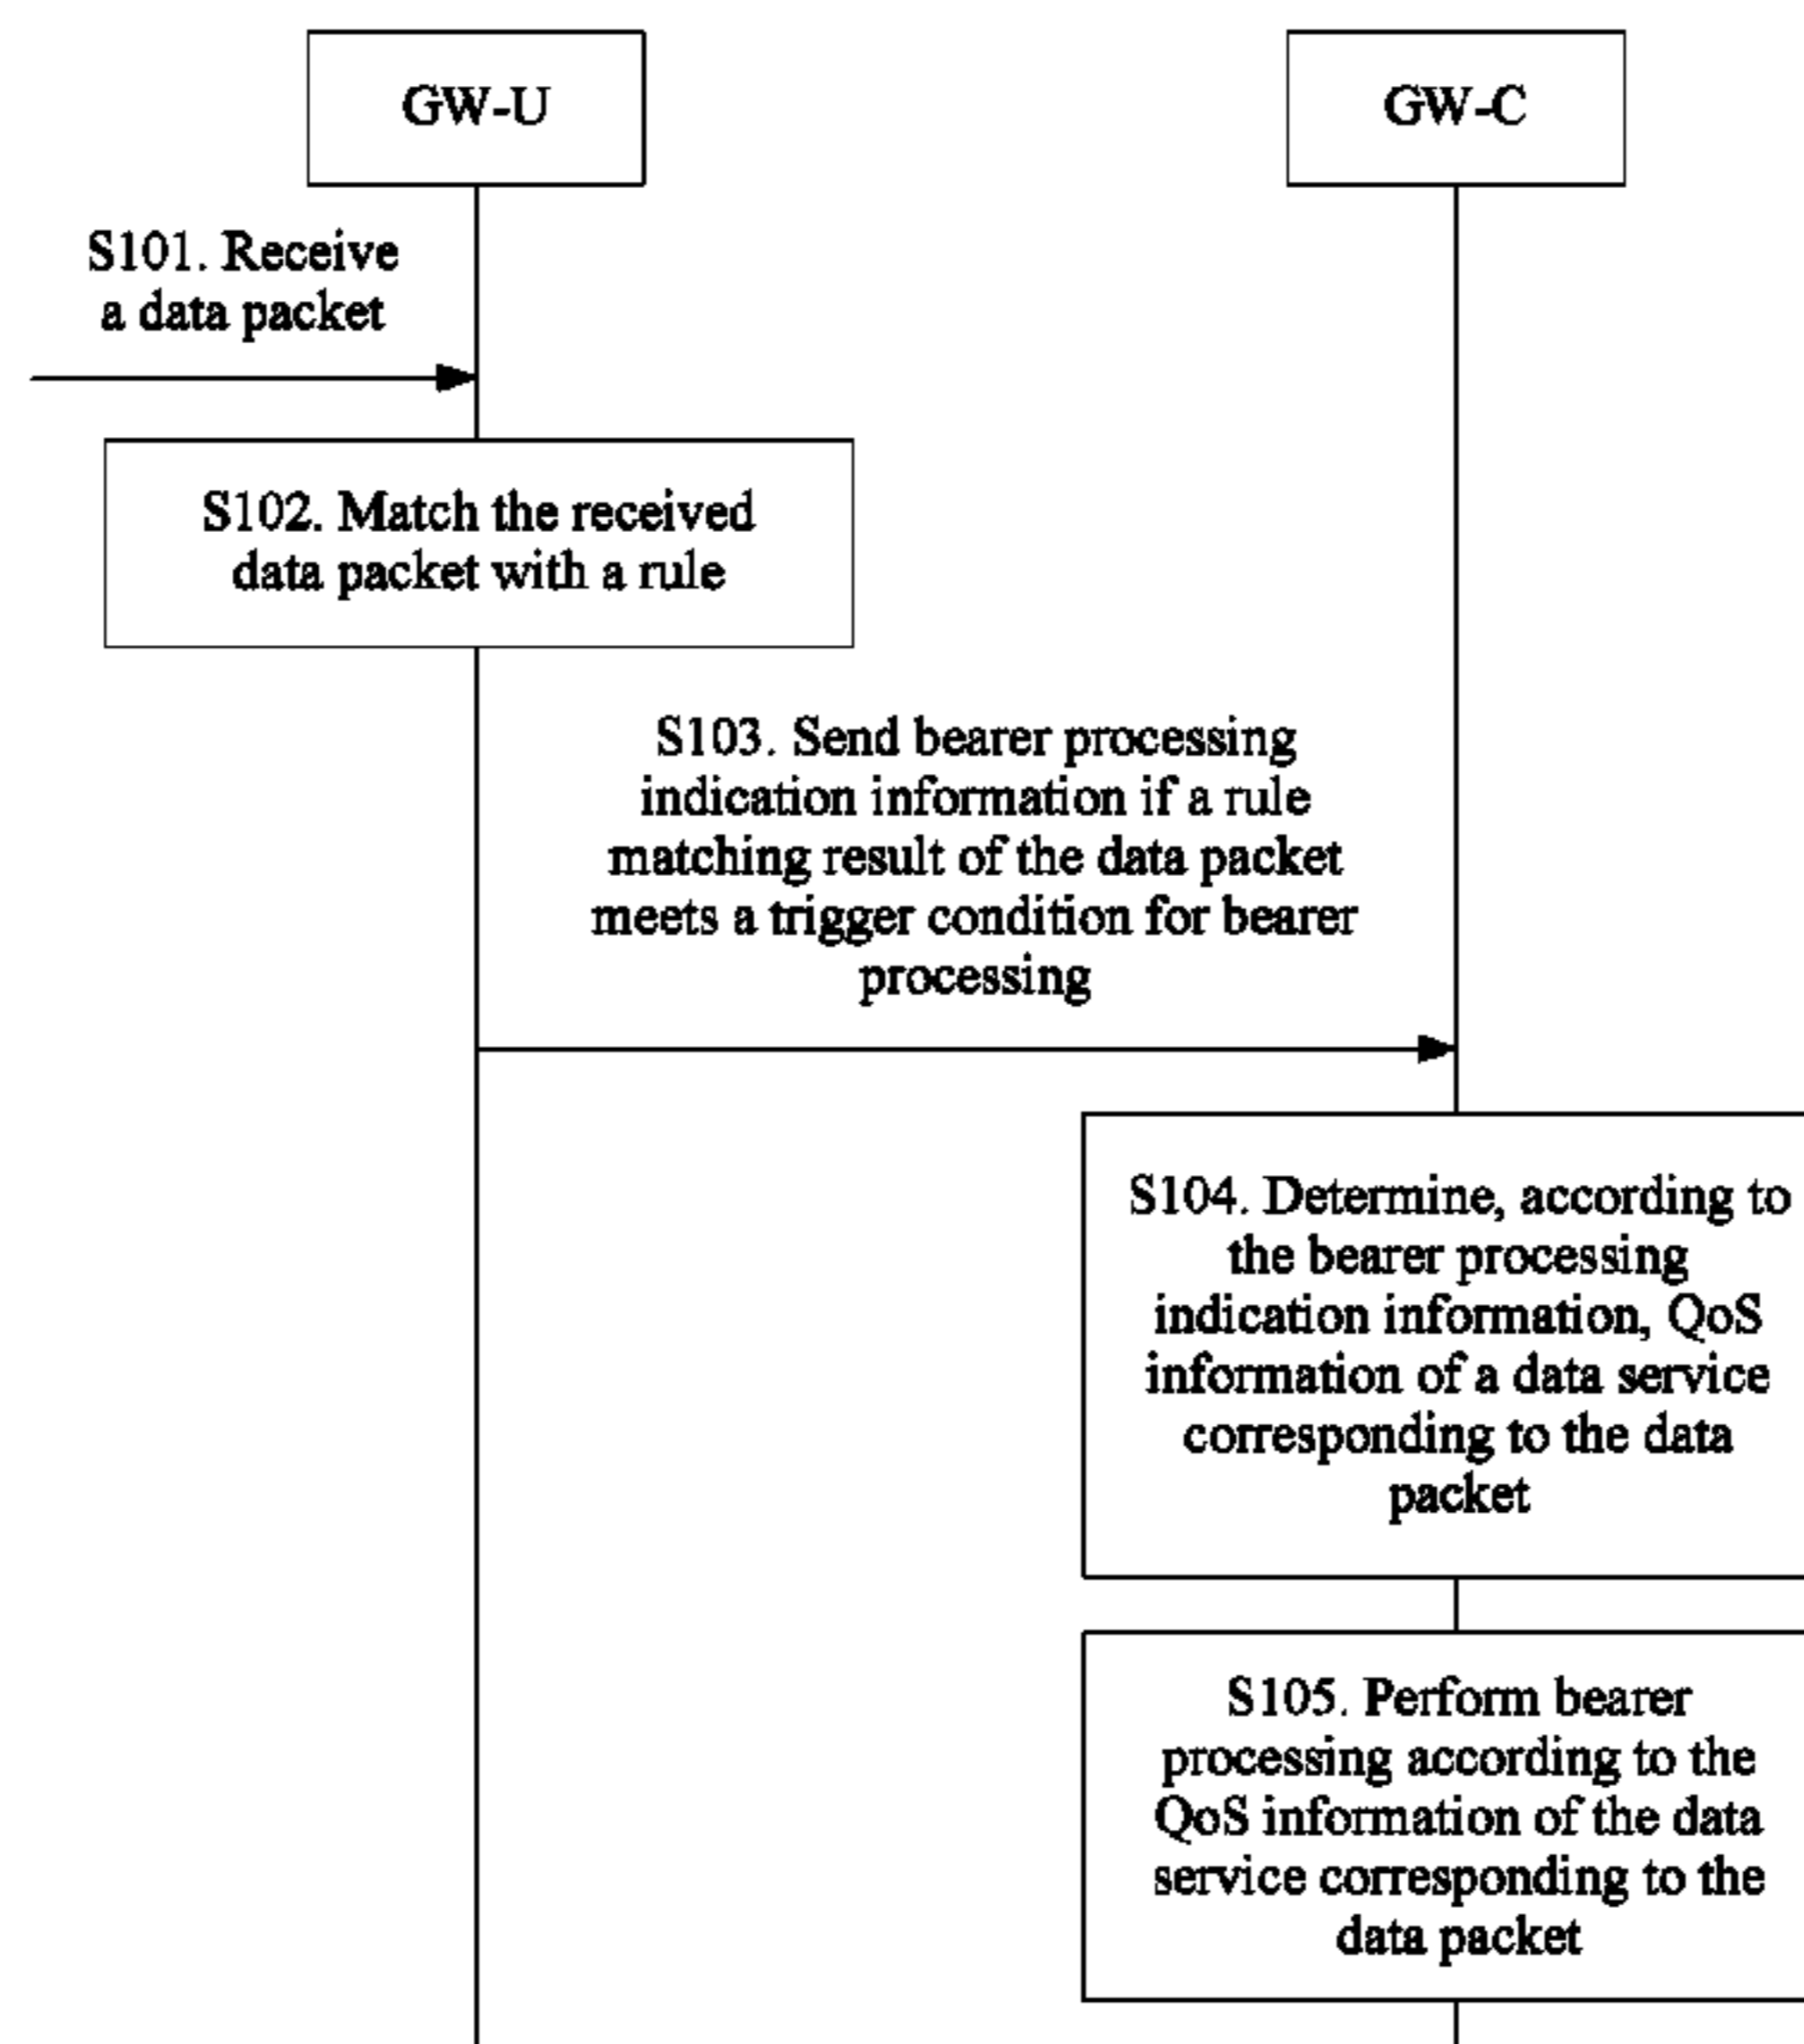 GW-U
GW-C
S101. Receive
a data packet
S102. Match the received
data packet with a rule
S103. Send bearer processing
indication information if a rule
matching result of the data packet
meets a trigger condition for bearer
processing
S104. Determine, according to
the bearer processing
indication information, QoS
information of a data service
corresponding to the data
packet
S105. Perform bearer
processing according to the
QoS information of the data
service corresponding to the
data packet